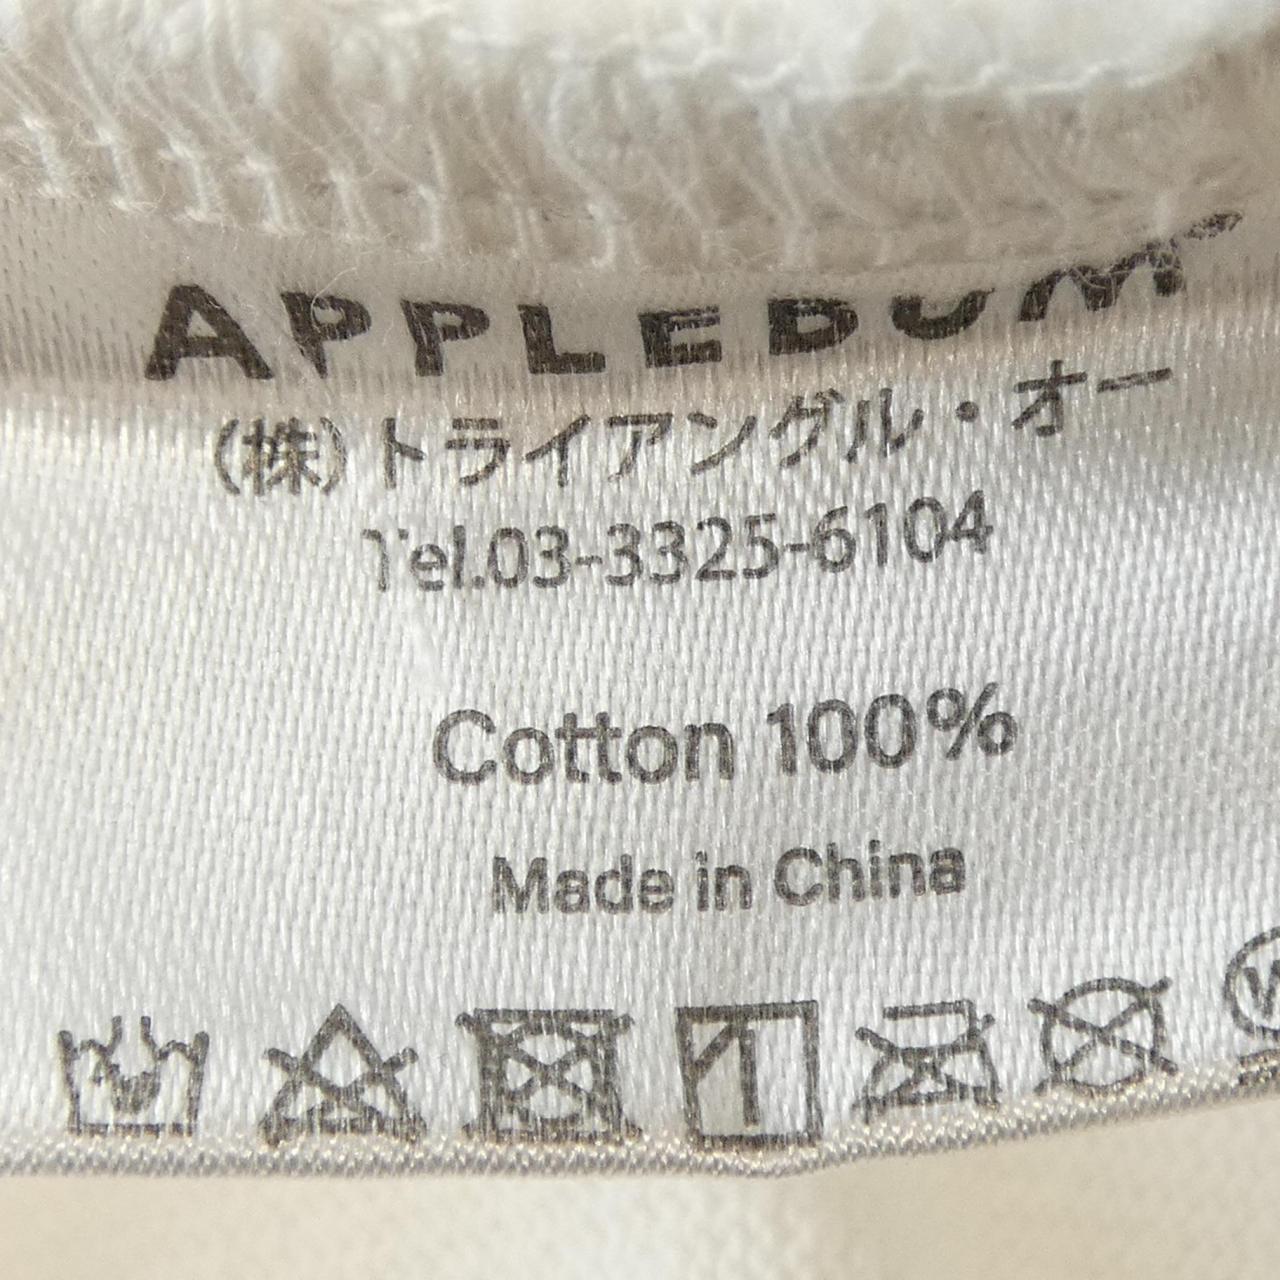 APPLEBUM
(株)トライアングル・オー
Tel.03-3325-6104
Cotton 100%
Made in China
W